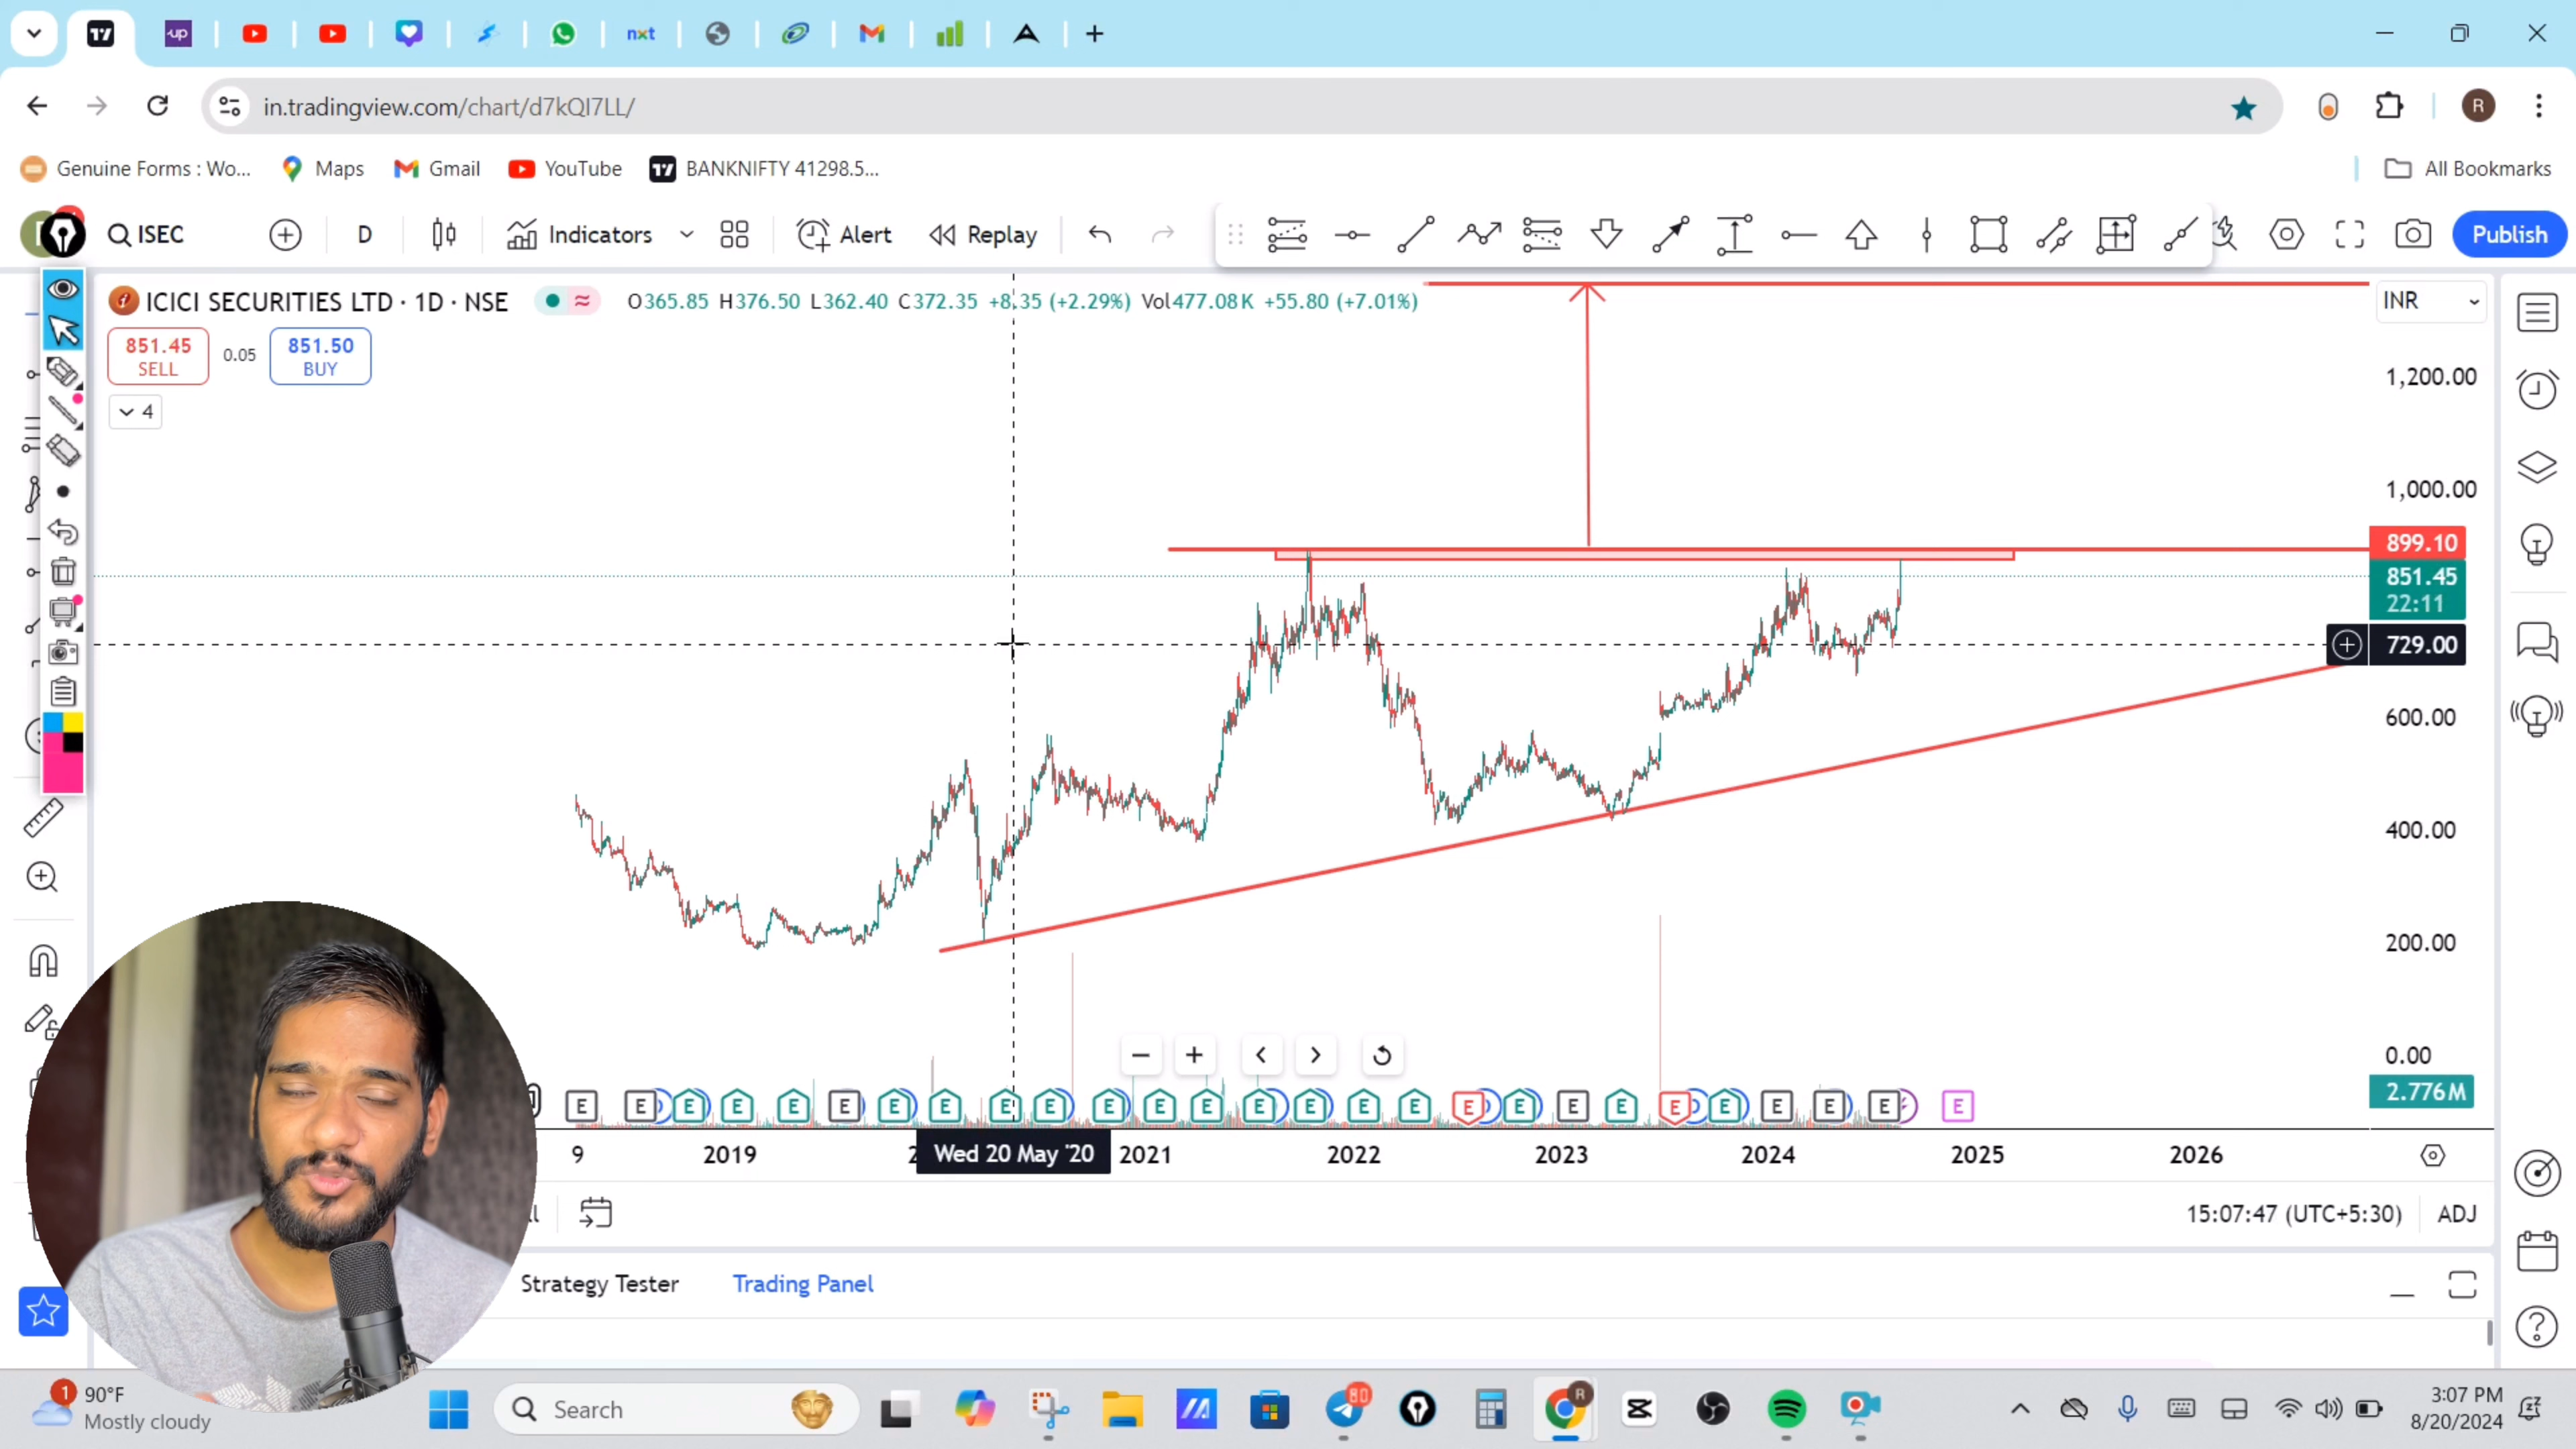 up
nxt
in.tradingview.com/chart/d7kQI7LL/
R
Genuine Forms : Wo...
Maps
Gmail
YouTube
BANKNIFTY 41298.5...
All Bookmarks
ISEC
D
Indicators
Alert
Replay
Publish
ICICI SECURITIES LTD · 1D · NSE
O365.85 H376.50 L362.40 C372.35 +8.35 (+2.29%) Vol477.08K +55.80 (+7.01%)
INR
851.45
SELL
0.05
851.50
BUY
4
1,200.00
1,000.00
899.10
851.45
22:11
729.00
600.00
400.00
200.00
0.00
2.776M
E E E E E E E E E E E E E E E E E E E E E E E E E E E
9 2019 Wed 20 May '20 2021 2022 2023 2024 2025 2026
15:07:47 (UTC+5:30)
ADJ
Strategy Tester
Trading Panel
1
90°F
Mostly cloudy
Search
80
R
3:07 PM
8/20/2024